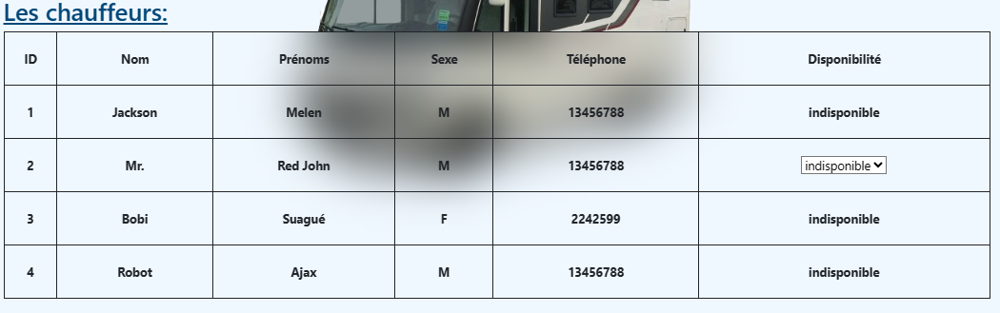 Les chauffeurs:
ID Nom Prénoms Sexe Téléphone Disponibilité
1 Jackson Melen M 13456788 indisponible
2 Mr. Red John M 13456788 indisponible
3 Bobi Suagué F 2242599 indisponible
4 Robot Ajax M 13456788 indisponible